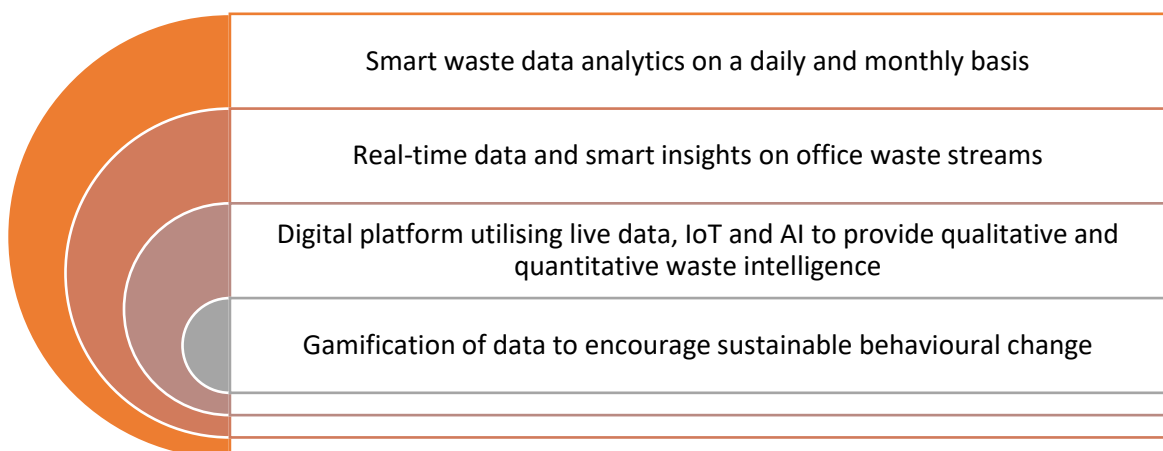 Smart waste data analytics on a daily and monthly basis
Real-time data and smart insights on office waste streams
Digital platform utilising live data, IoT and AI to provide qualitative and
quantitative waste intelligence
Gamification of data to encourage sustainable behavioural change